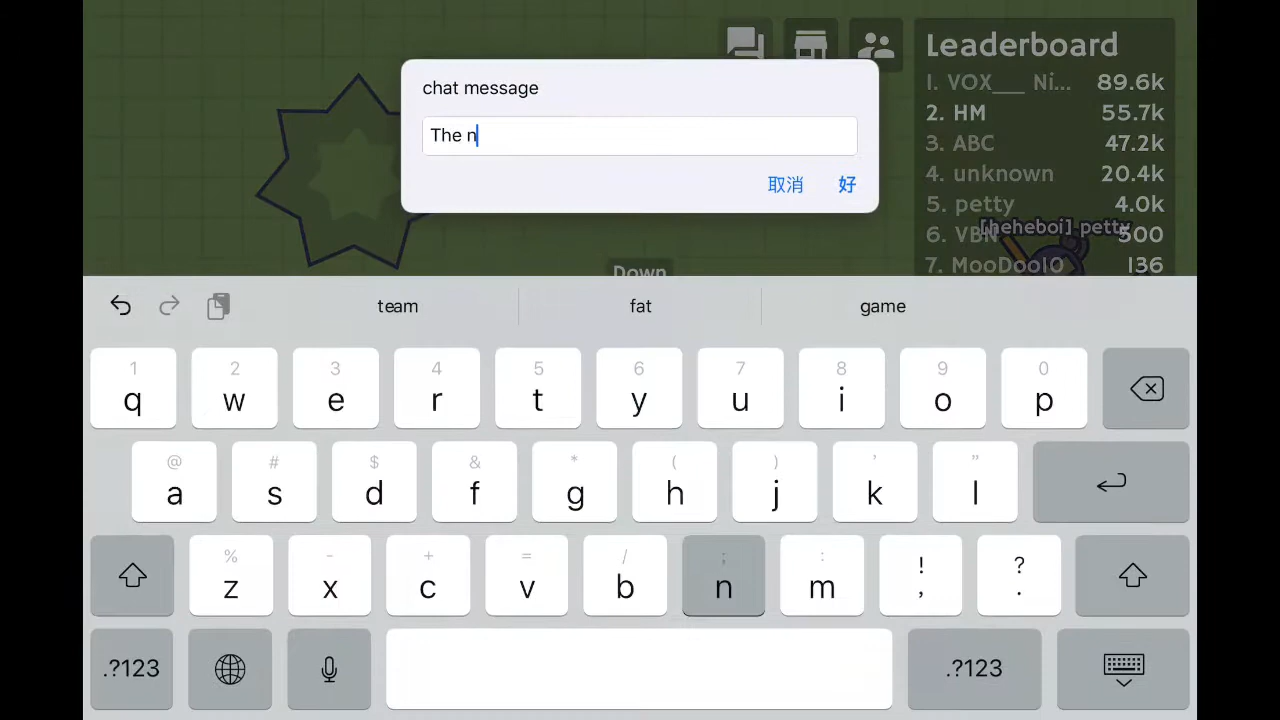 chat message
The n
取消 好
Leaderboard
1. VOX___ Ni... 89.6k
2. HM 55.7k
3. ABC 47.2k
4. unknown 20.4k
5. petty 4.0k
[heheboi] petty
6. VBN 500
7. MooDoo10 136
Down
team fat game
1 2 3 4 5 6 7 8 9 0
q w e r t y u i o p
@ # $ & * ( ) ' "
a s d f g h j k l
% - + = / ; : ! ?
z x c v b n m , .
.?123 .?123